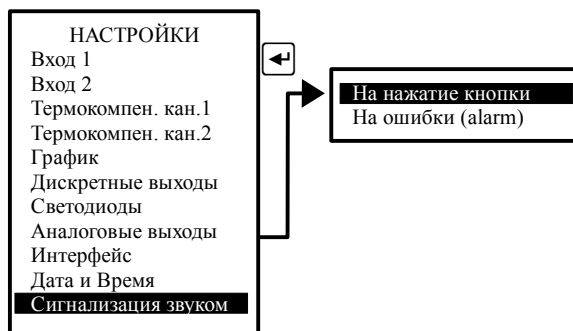 НАСТРОЙКИ
Вход 1
Вход 2
Термокомпен. кан.1
Термокомпен. кан.2
График
Дискретные выходы
Светодиоды
Аналоговые выходы
Интерфейс
Дата и Время
Сигнализация звуком
На нажатие кнопки
На ошибки (alarm)